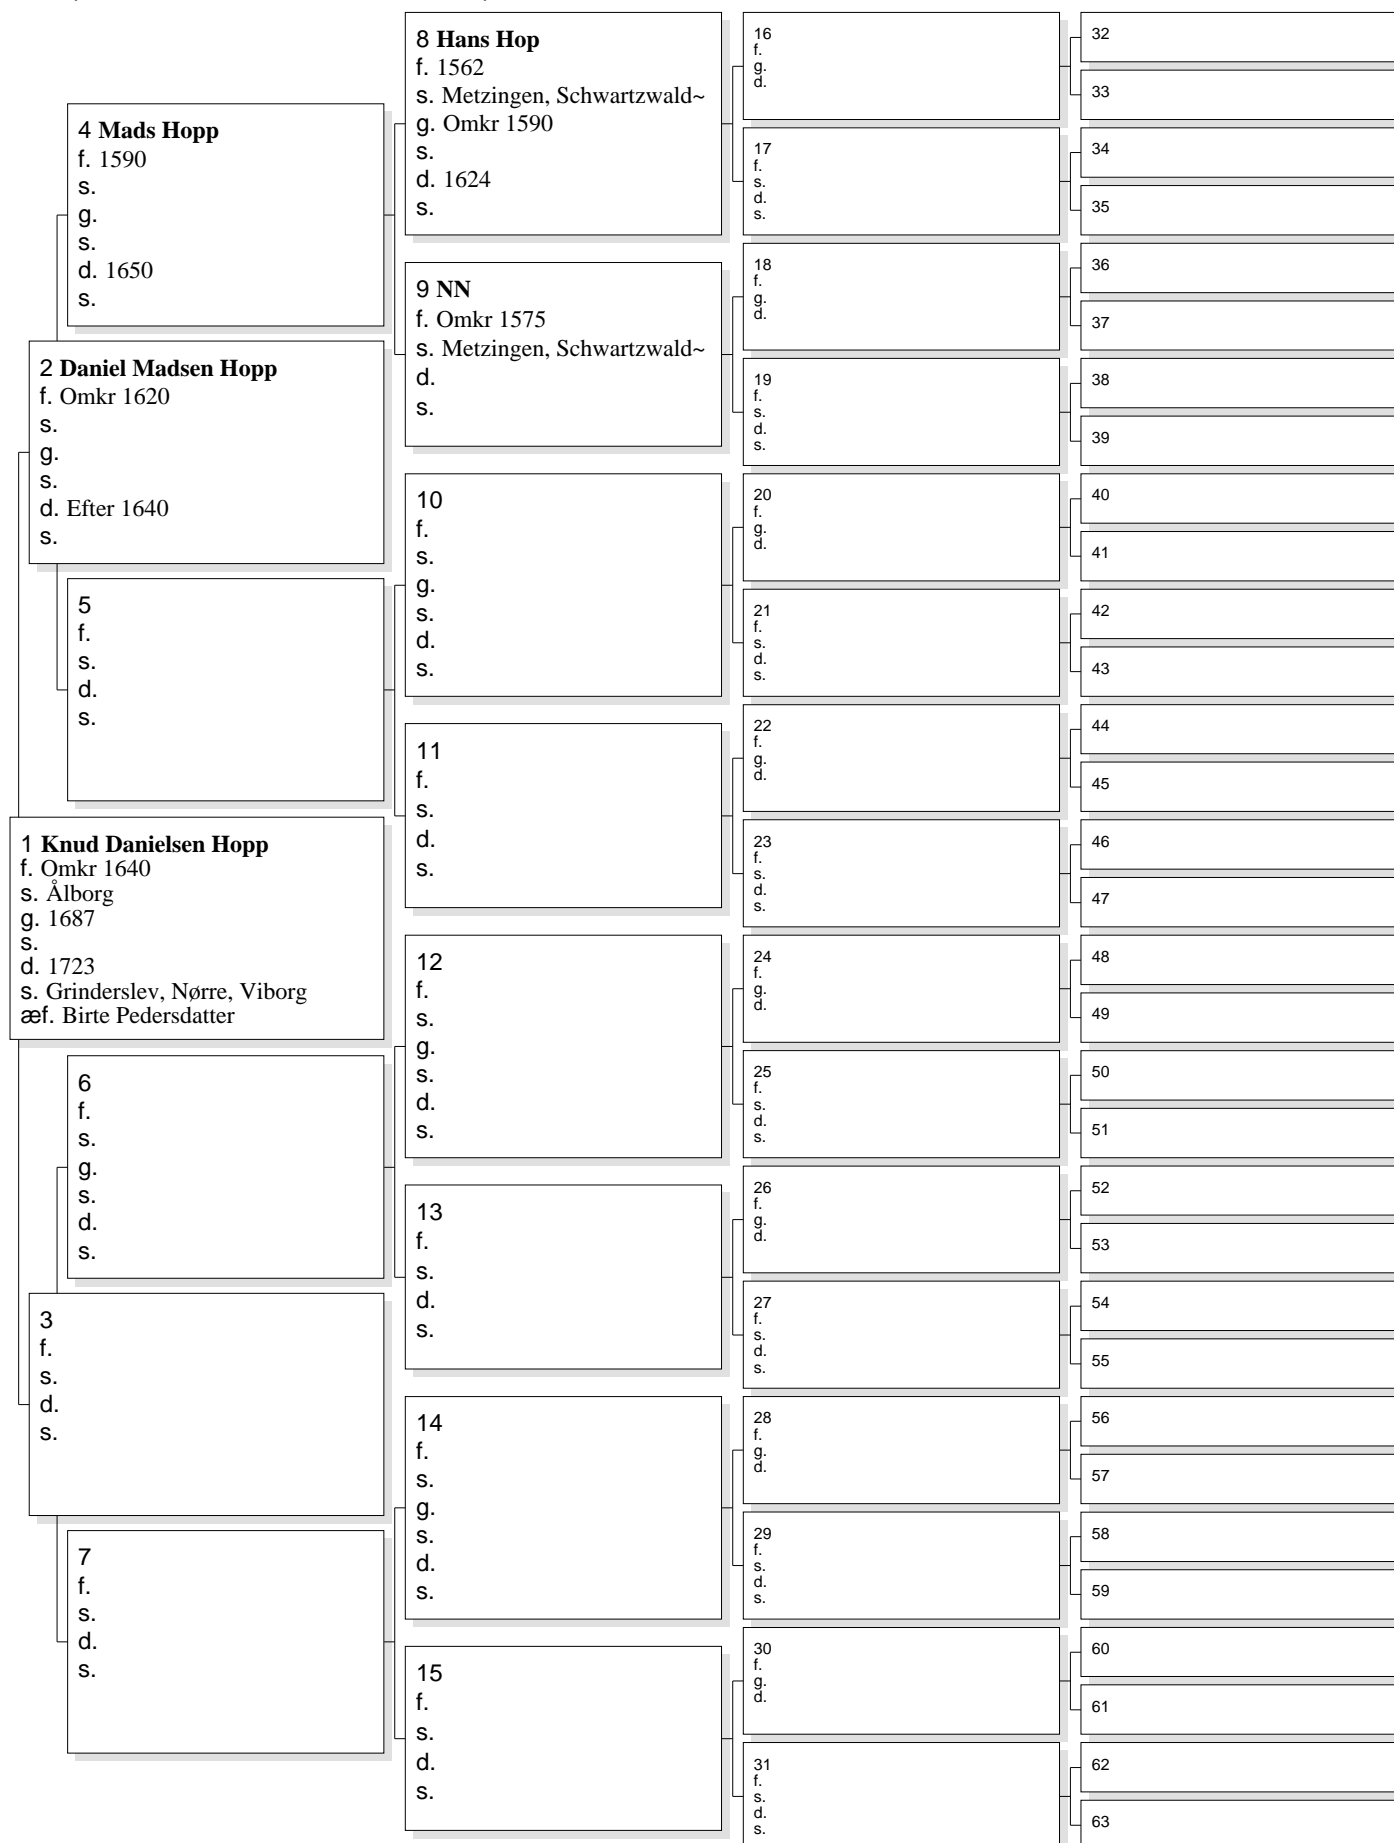 8 Hans Hop
f. 1562
s. Metzingen, Schwartzwald~
g. Omkr 1590
s.
d. 1624
s.
4 Mads Hopp
f. 1590
s.
g.
s.
d. 1650
s.
9 NN
f. Omkr 1575
s. Metzingen, Schwartzwald~
d.
s.
2 Daniel Madsen Hopp
f. Omkr 1620
s.
g.
s.
d. Efter 1640
s.
10
f.
s.
g.
s.
d.
s.
5
f.
s.
d.
s.
11
f.
s.
d.
s.
1 Knud Danielsen Hopp
f. Omkr 1640
s. Ålborg
g. 1687
s.
d. 1723
s. Grinderslev, Nørre, Viborg
æf. Birte Pedersdatter
12
f.
s.
g.
s.
d.
s.
6
f.
s.
g.
s.
d.
s.
13
f.
s.
d.
s.
3
f.
s.
d.
s.
14
f.
s.
g.
s.
d.
s.
7
f.
s.
d.
s.
15
f.
s.
d.
s.
16
f.
g.
d.
17
f.
s.
d.
s.
18
f.
g.
d.
19
f.
s.
d.
s.
20
f.
g.
d.
21
f.
s.
d.
s.
22
f.
g.
d.
23
f.
s.
d.
s.
24
f.
g.
d.
25
f.
s.
d.
s.
26
f.
g.
d.
27
f.
s.
d.
s.
28
f.
g.
d.
29
f.
s.
d.
s.
30
f.
g.
d.
31
f.
s.
d.
s.
32
33
34
35
36
37
38
39
40
41
42
43
44
45
46
47
48
49
50
51
52
53
54
55
56
57
58
59
60
61
62
63